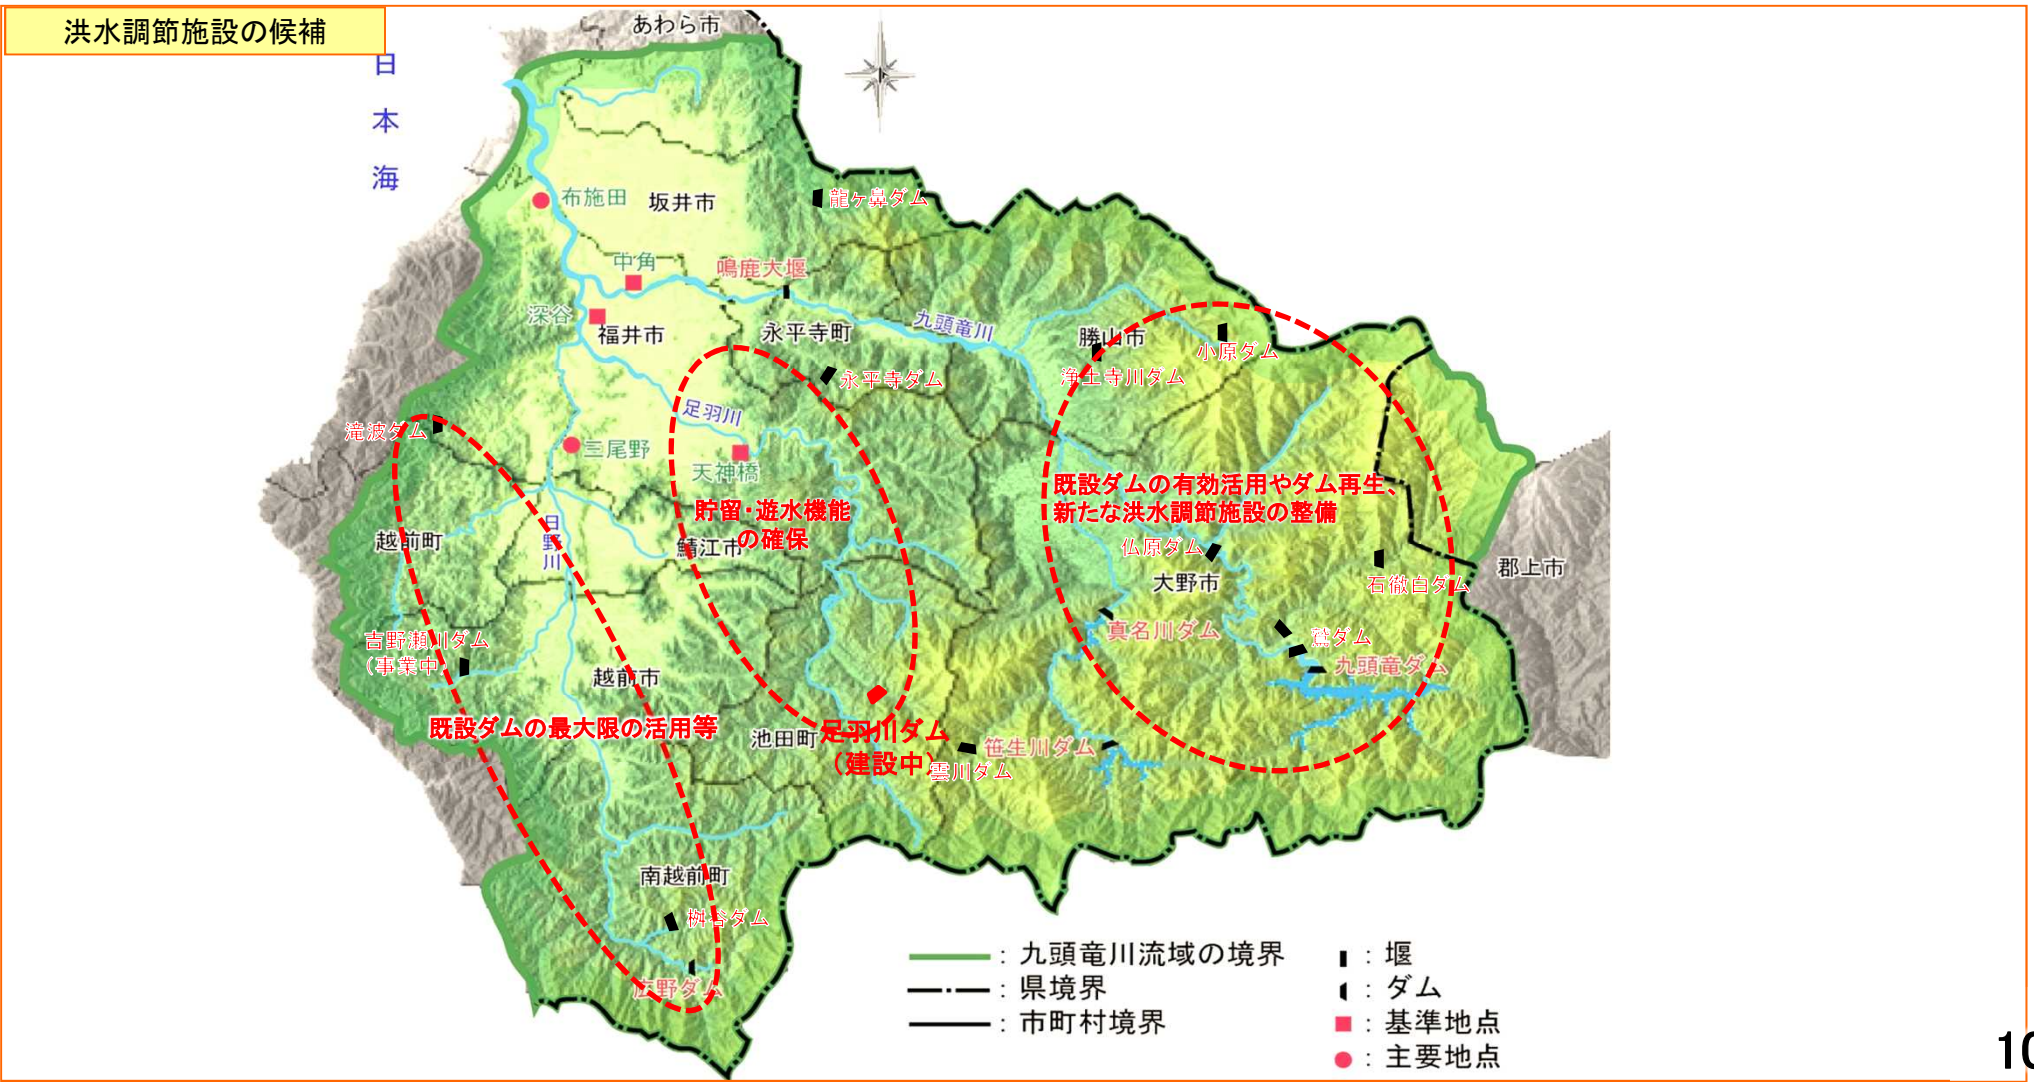 洪水調節施設の候補
あわら市
日本海
布施田
坂井市
龍ヶ鼻ダム
中角
鳴鹿大堰
深谷
福井市
永平寺町
九頭竜川
勝山市
小原ダム
浄土寺川ダム
永平寺ダム
足羽川
滝波ダム
三尾野
天神橋
既設ダムの有効活用やダム再生、
新たな洪水調節施設の整備
貯留・遊水機能
の確保
日野川
越前町
鯖江市
仏原ダム
大野市
石徹白ダム
郡上市
真名川ダム
鷲ダム
九頭竜ダム
吉野瀬川ダム
（事業中）
越前市
既設ダムの最大限の活用等
池田町
足羽川ダム
（建設中）
笹生川ダム
雲川ダム
南越前町
桝谷ダム
広野ダム
：九頭竜川流域の境界
：県境界
：市町村境界
：堰
：ダム
：基準地点
：主要地点
10